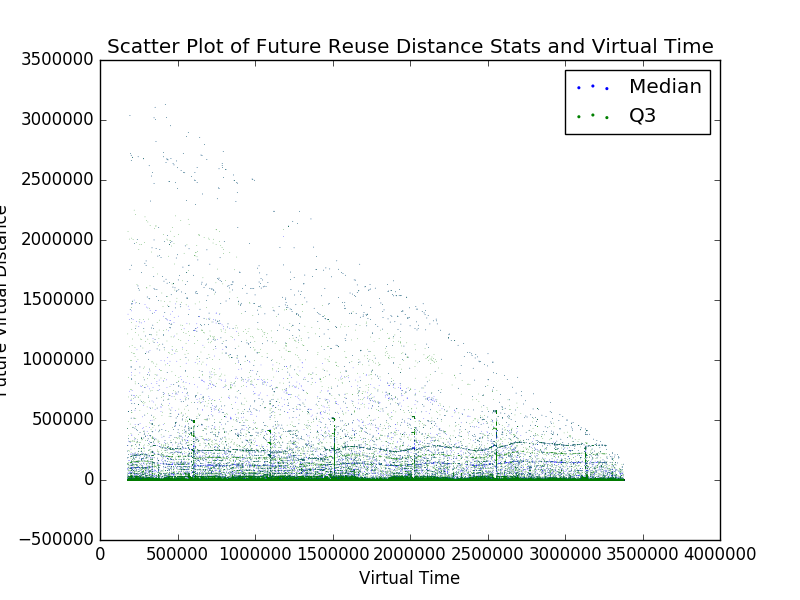 Scatter Plot of Future Reuse Distance Stats and Virtual Time
3500000
3000000
2500000
2000000
1500000
1000000
500000
0
−500000
Future Virtual Distance
Median
Q3
0 500000 1000000 1500000 2000000 2500000 3000000 3500000 4000000
Virtual Time